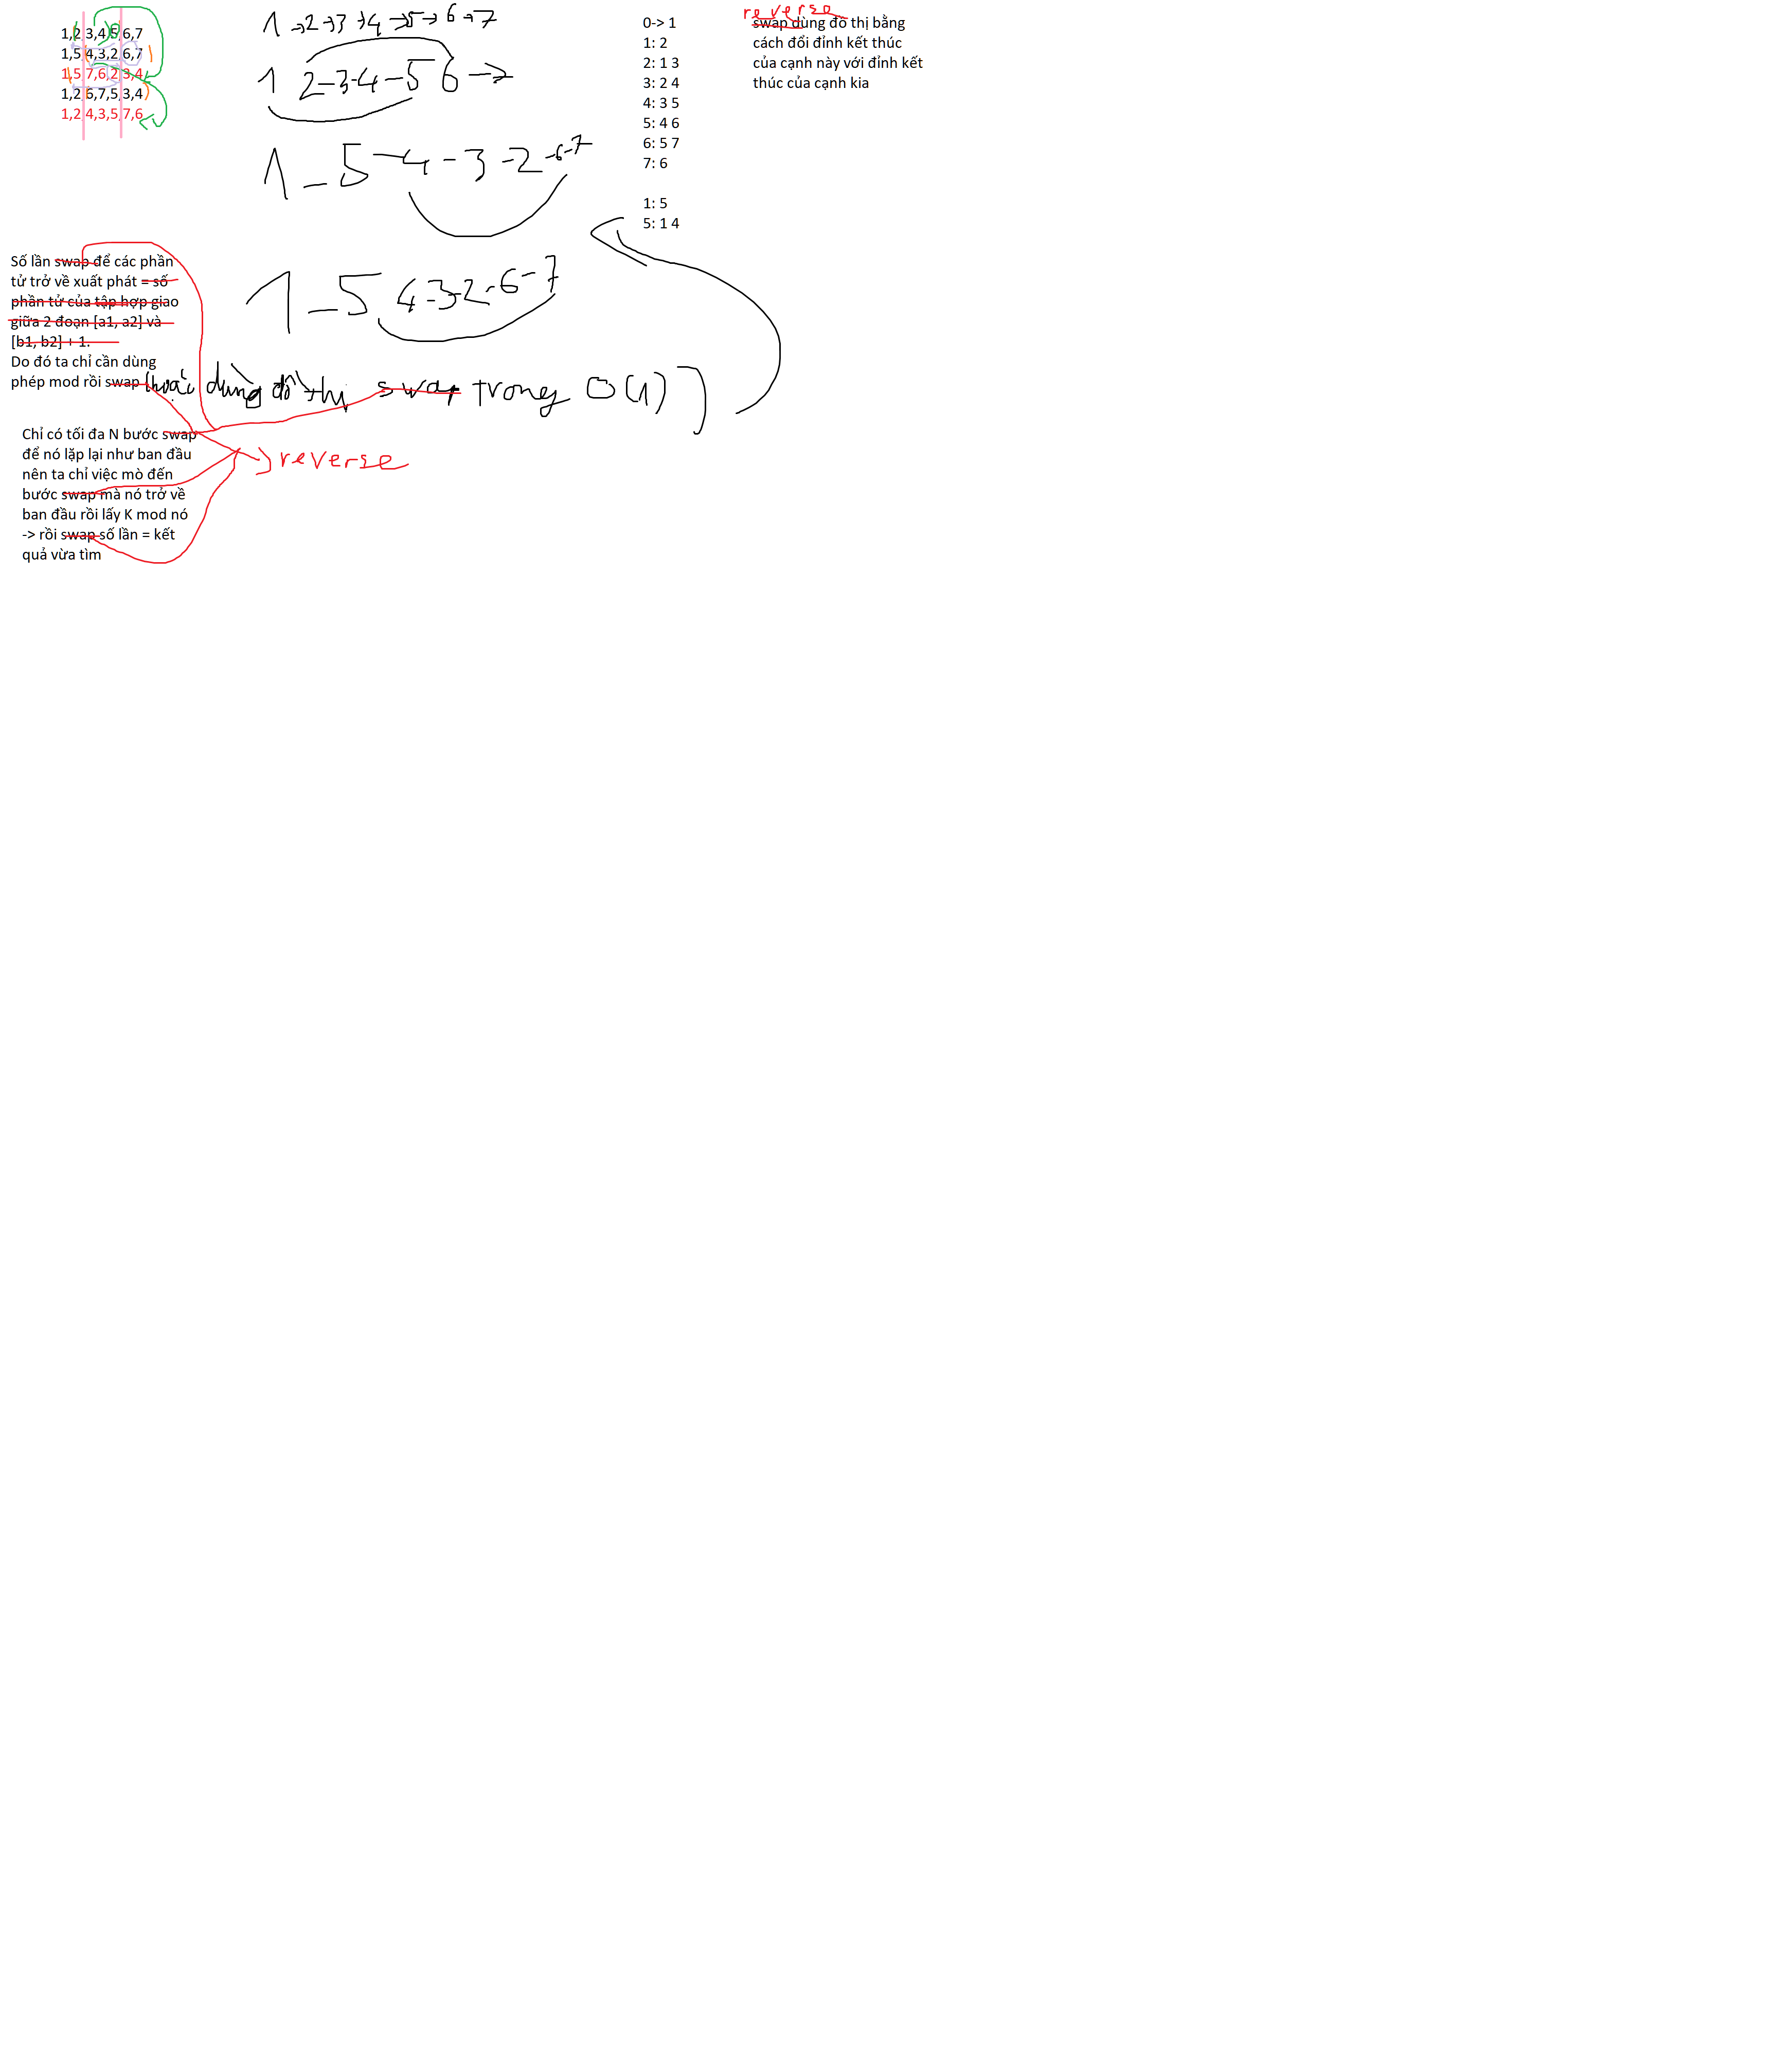 1,2,3,4,5,6,7
1,5,4,3,2,6,7
1,5,7,6,2,3,4
1,2,6,7,5,3,4
1,2,4,3,5,7,6
1 →2→3→4→5→6→7
1 2-3-4-5 6-7
1-5-4-3-2-6-7
1-5 4-3-2-6-7
0-> 1
1: 2
2: 1 3
3: 2 4
4: 3 5
5: 4 6
6: 5 7
7: 6
1: 5
5: 1 4
reverse
swap dùng đồ thị bằng
cách đổi đỉnh kết thúc
của cạnh này với đỉnh kết
thúc của cạnh kia
Số lần swap để các phần
tử trở về xuất phát = số
phần tử của tập hợp giao
giữa 2 đoạn [a1, a2] và
[b1, b2] + 1.
Do đó ta chỉ cần dùng
phép mod rồi swap (hoặc dùng đồ thị swap trong O(1))
Chỉ có tối đa N bước swap
để nó lặp lại như ban đầu
nên ta chỉ việc mò đến
bước swap mà nó trở về
ban đầu rồi lấy K mod nó
-> rồi swap số lần = kết
quả vừa tìm
reverse